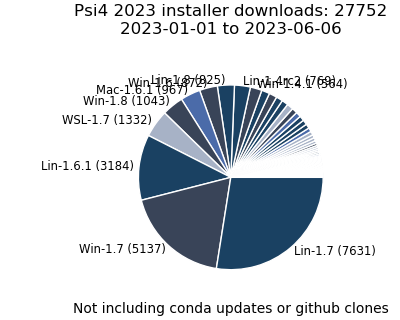 Psi4 2023 installer downloads: 27752
2023-01-01 to 2023-06-06
Lin-1.8 (825)
Mac-1.6.1 (967)
Win-1.8 (1043)
WSL-1.7 (1332)
Lin-1.6.1 (3184)
Win-1.7 (5137)
Lin-1.7 (7631)
Lin-1.4rc2 (769)
Win-1.4.1 (564)
Not including conda updates or github clones